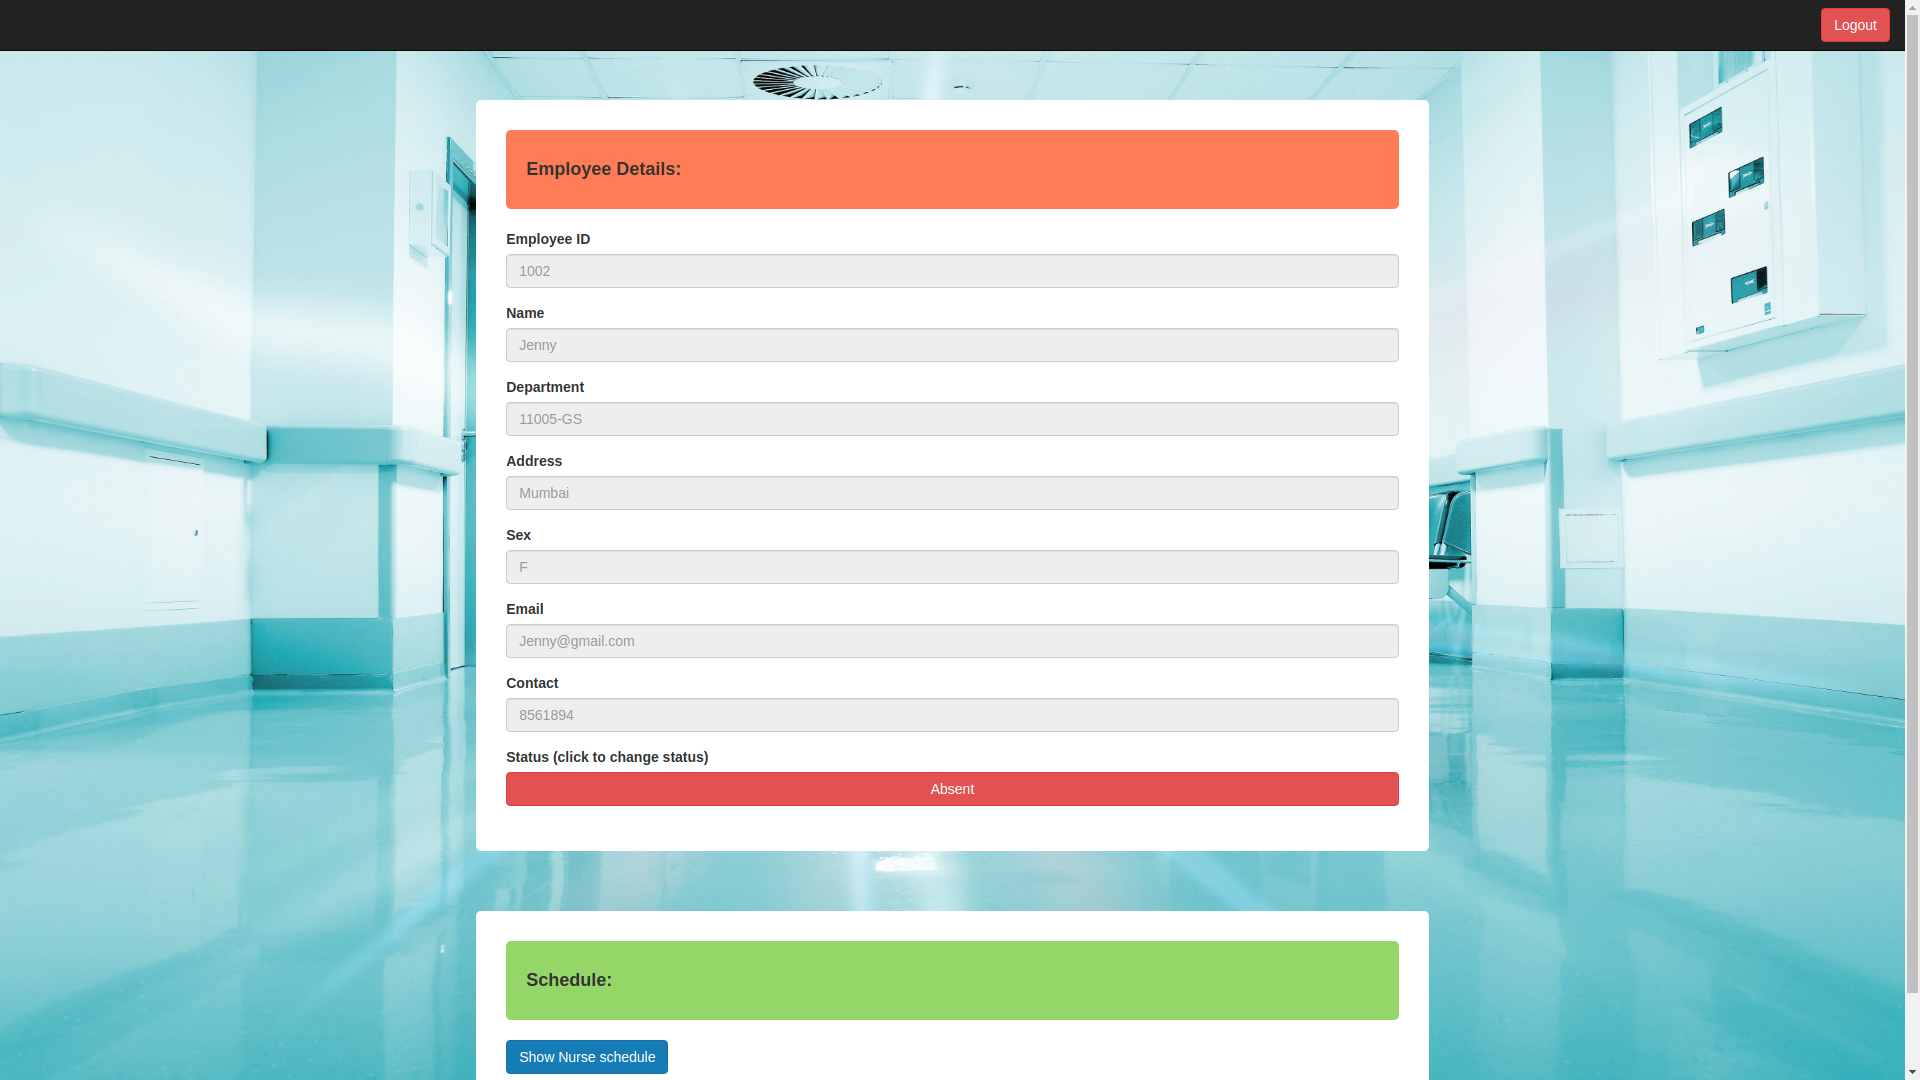 Logout
Employee Details:
Employee ID
1002
Name
Jenny
Department
11005-GS
Address
Mumbai
Sex
F
Email
Jenny@gmail.com
Contact
8561894
Status (click to change status)
Absent
Schedule:
Show Nurse schedule